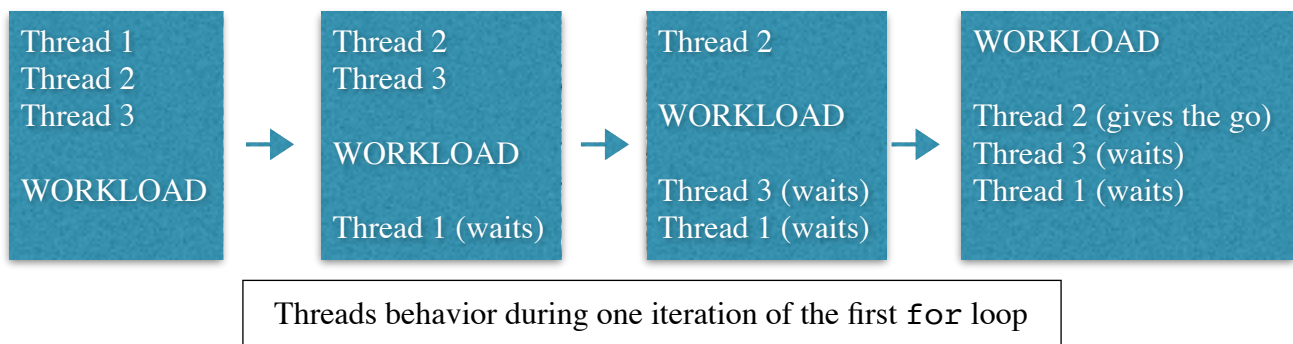 Thread 1
Thread 2
Thread 3
WORKLOAD
Thread 2
Thread 3
WORKLOAD
Thread 1 (waits)
Thread 2
WORKLOAD
Thread 3 (waits)
Thread 1 (waits)
WORKLOAD
Thread 2 (gives the go)
Thread 3 (waits)
Thread 1 (waits)
Threads behavior during one iteration of the first for loop